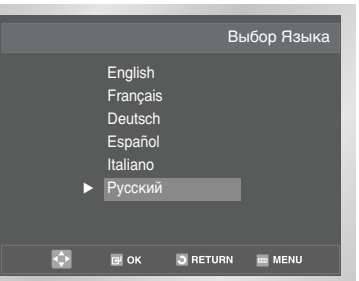 Выбор Языка
English
Français
Deutsch
Español
Italiano
Русский
OK RETURN MENU